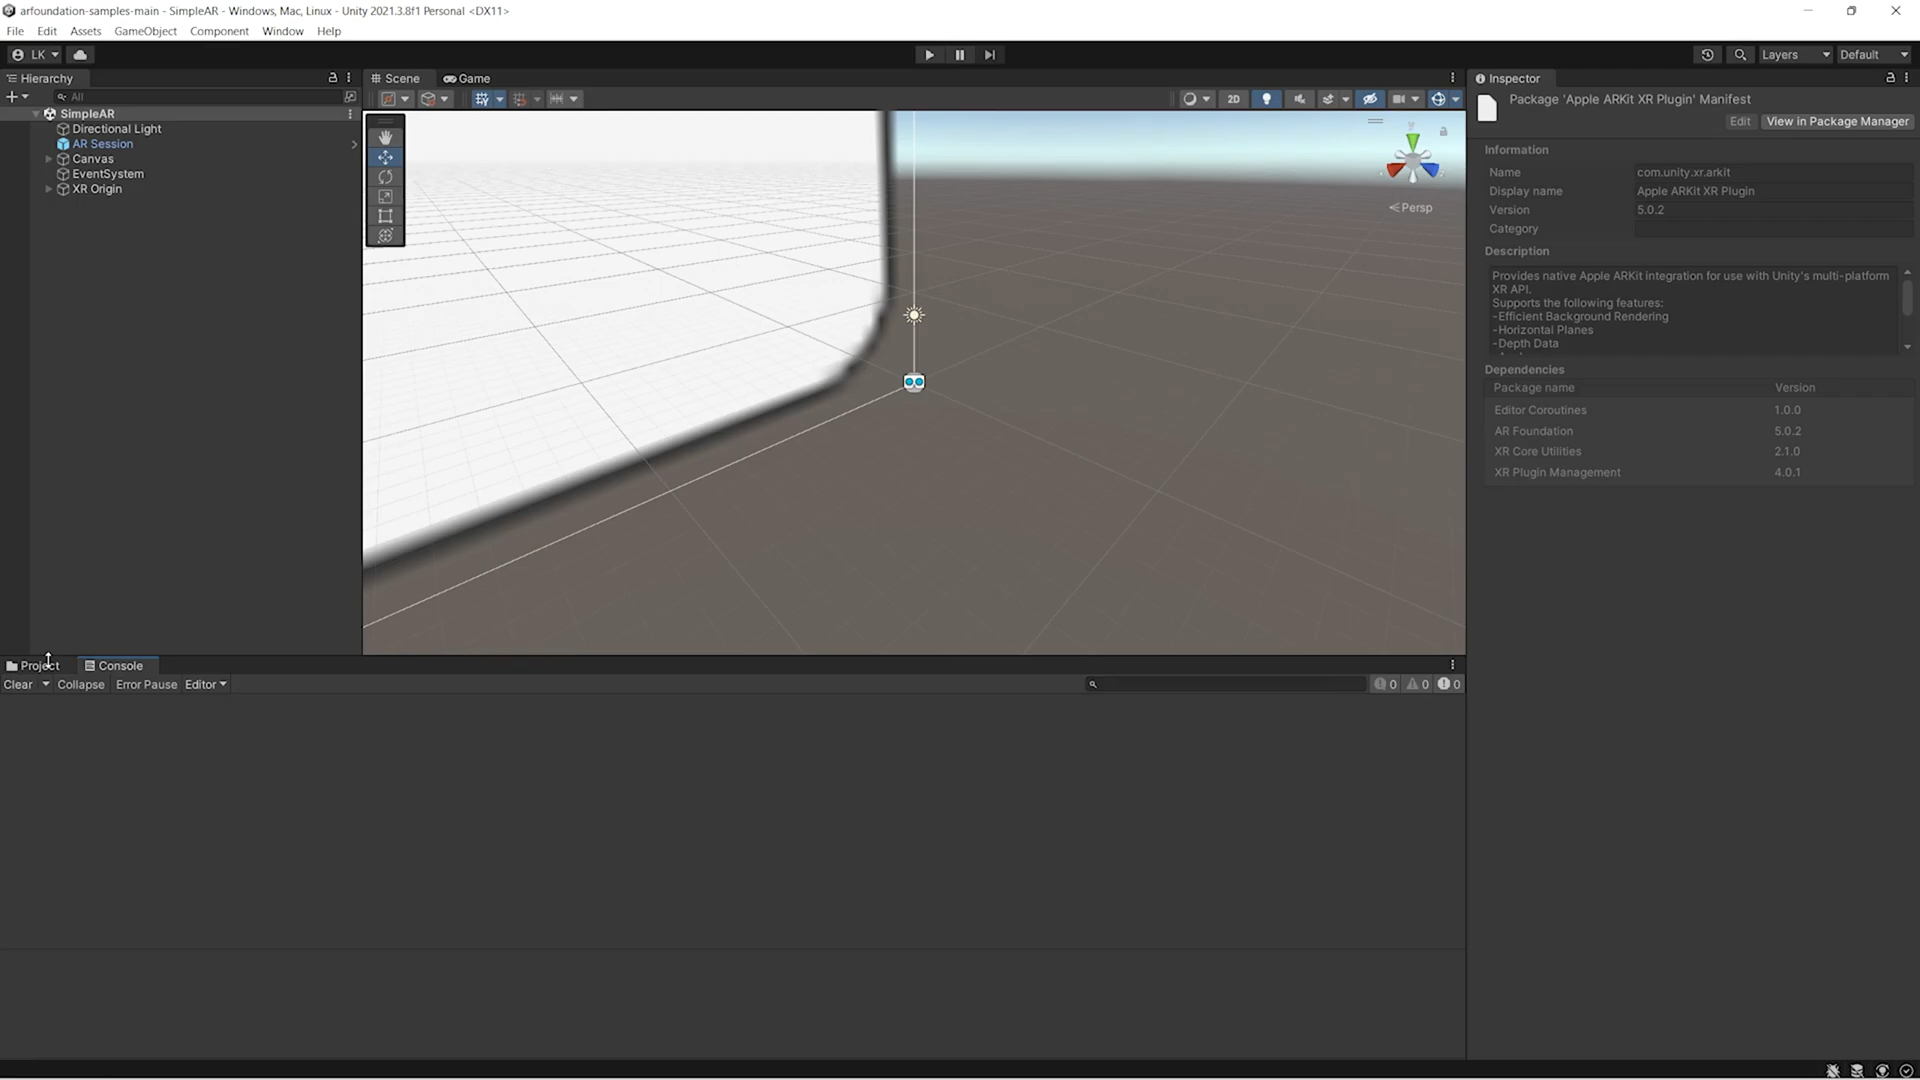 arfoundation-samples-main - SimpleAR - Windows, Mac, Linux - Unity 2021.3.8f1 Personal <DX11>
File Edit Assets GameObject Component Window Help
LK Layers Default
Hierarchy
All
SimpleAR
Directional Light
AR Session
Canvas
EventSystem
XR Origin
Scene Game
2D
y
Persp
Inspector
Package 'Apple ARKit XR Plugin' Manifest
Edit View in Package Manager
Information
Name com.unity.xr.arkit
Display name Apple ARKit XR Plugin
Version 5.0.2
Category
Description
Provides native Apple ARKit integration for use with Unity's multi-platform
XR API.
Supports the following features:
-Efficient Background Rendering
-Horizontal Planes
-Depth Data
Dependencies
Package name Version
Editor Coroutines 1.0.0
AR Foundation 5.0.2
XR Core Utilities 2.1.0
XR Plugin Management 4.0.1
Project Console
Clear Collapse Error Pause Editor
0 0 0